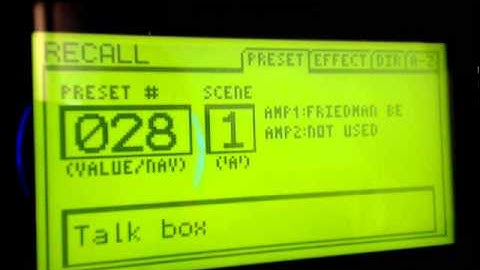 RECALL
PRESET EFFECT DIR A-Z
PRESET # SCENE
028 1 AMP1:FRIEDMAN BE
AMP2:NOT USED
(VALUE/NAV) ('A')
Talk box